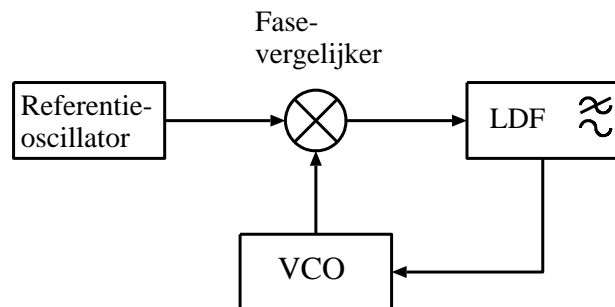 Fase-
vergelijker
Referentie-
oscillator
LDF
VCO